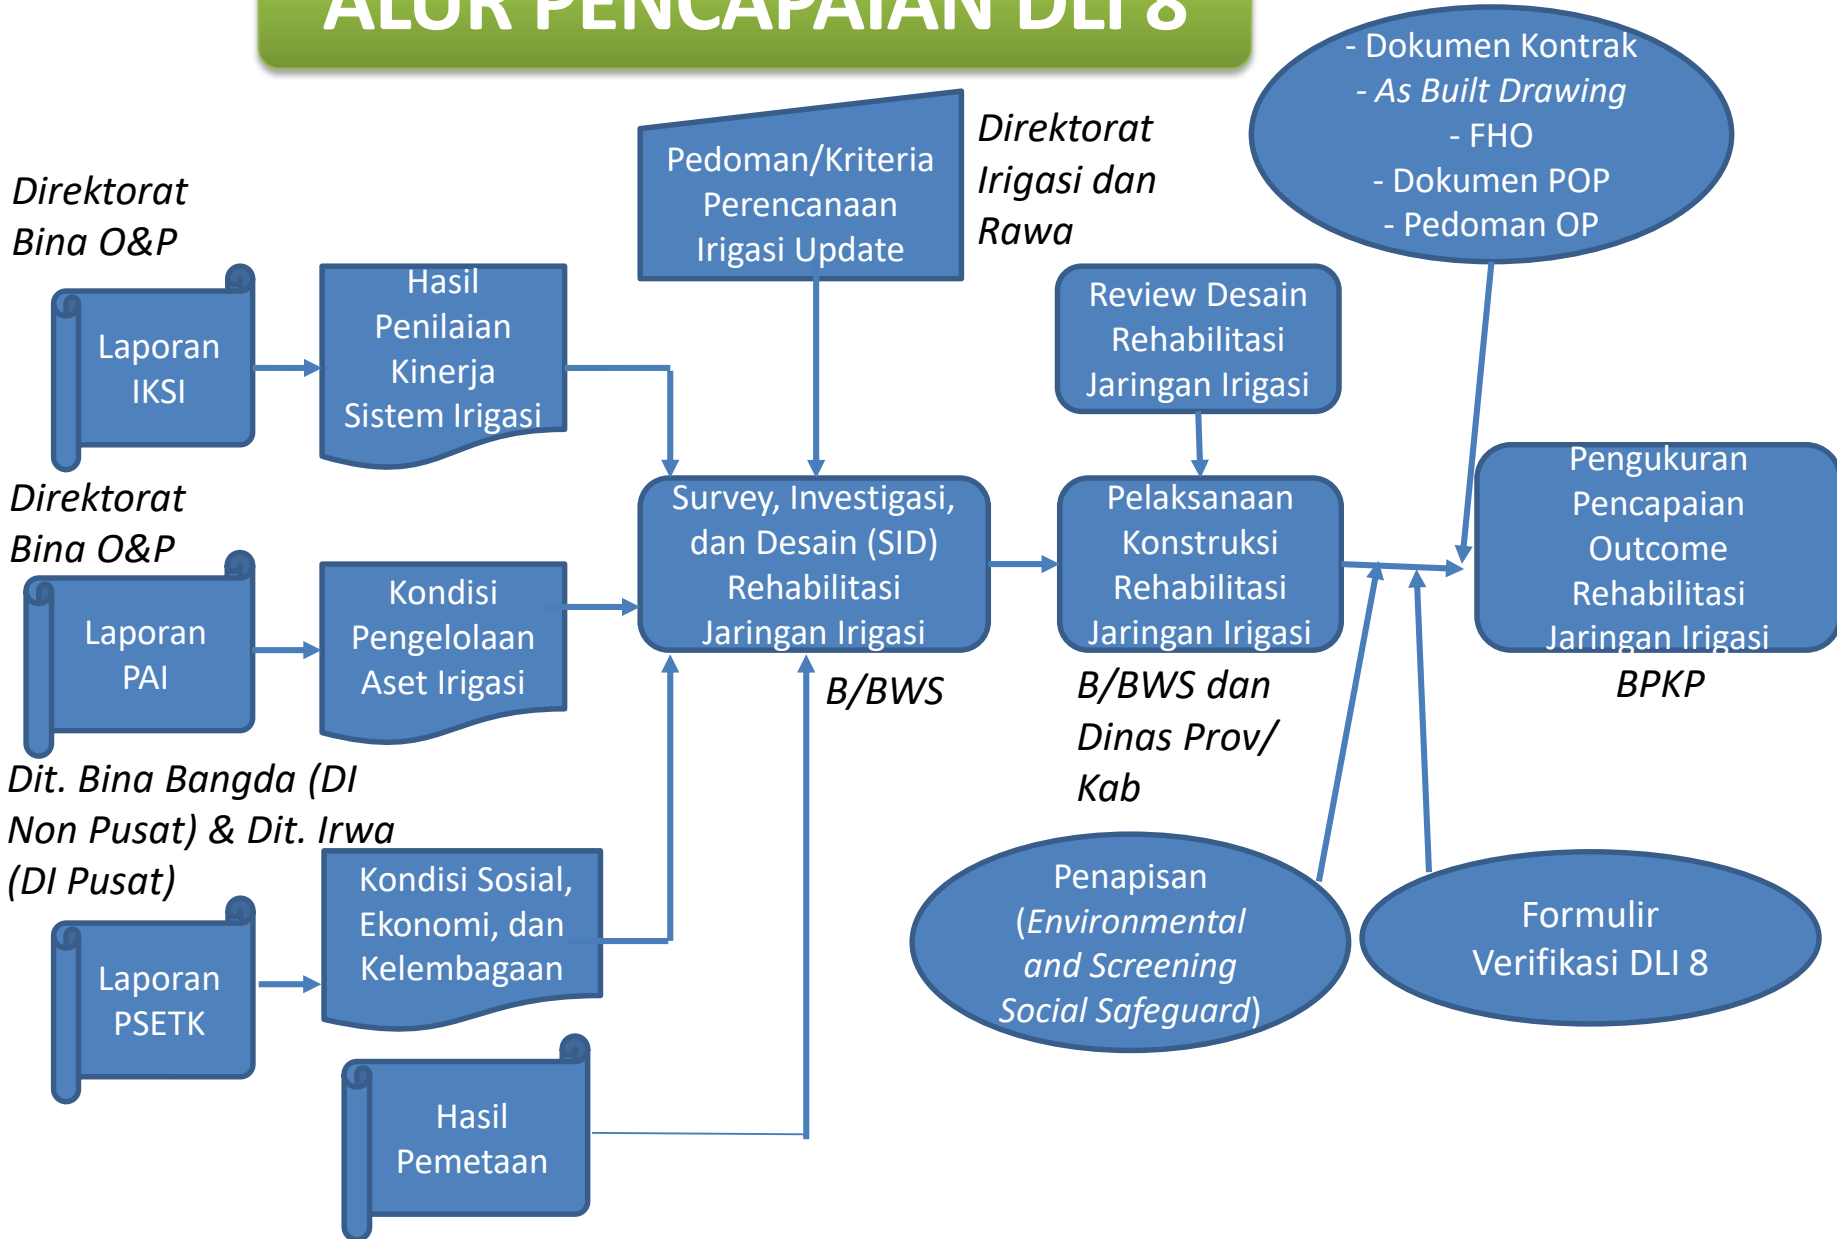 ALUR PENCAPAIAN DLI 8
- Dokumen Kontrak
- As Built Drawing
- FHO
- Dokumen POP
- Pedoman OP
Direktorat
Irigasi dan
Rawa
Pedoman/Kriteria
Perencanaan
Irigasi Update
Direktorat
Bina O&P
Laporan
IKSI
Hasil
Penilaian
Kinerja
Sistem Irigasi
Review Desain
Rehabilitasi
Jaringan Irigasi
Direktorat
Bina O&P
Laporan
PAI
Kondisi
Pengelolaan
Aset Irigasi
Survey, Investigasi,
dan Desain (SID)
Rehabilitasi
Jaringan Irigasi
B/BWS
Pelaksanaan
Konstruksi
Rehabilitasi
Jaringan Irigasi
B/BWS dan
Dinas Prov/
Kab
Pengukuran
Pencapaian
Outcome
Rehabilitasi
Jaringan Irigasi
BPKP
Dit. Bina Bangda (DI
Non Pusat) & Dit. Irwa
(DI Pusat)
Laporan
PSETK
Kondisi Sosial,
Ekonomi, dan
Kelembagaan
Hasil
Pemetaan
Penapisan
(Environmental
and Screening
Social Safeguard)
Formulir
Verifikasi DLI 8